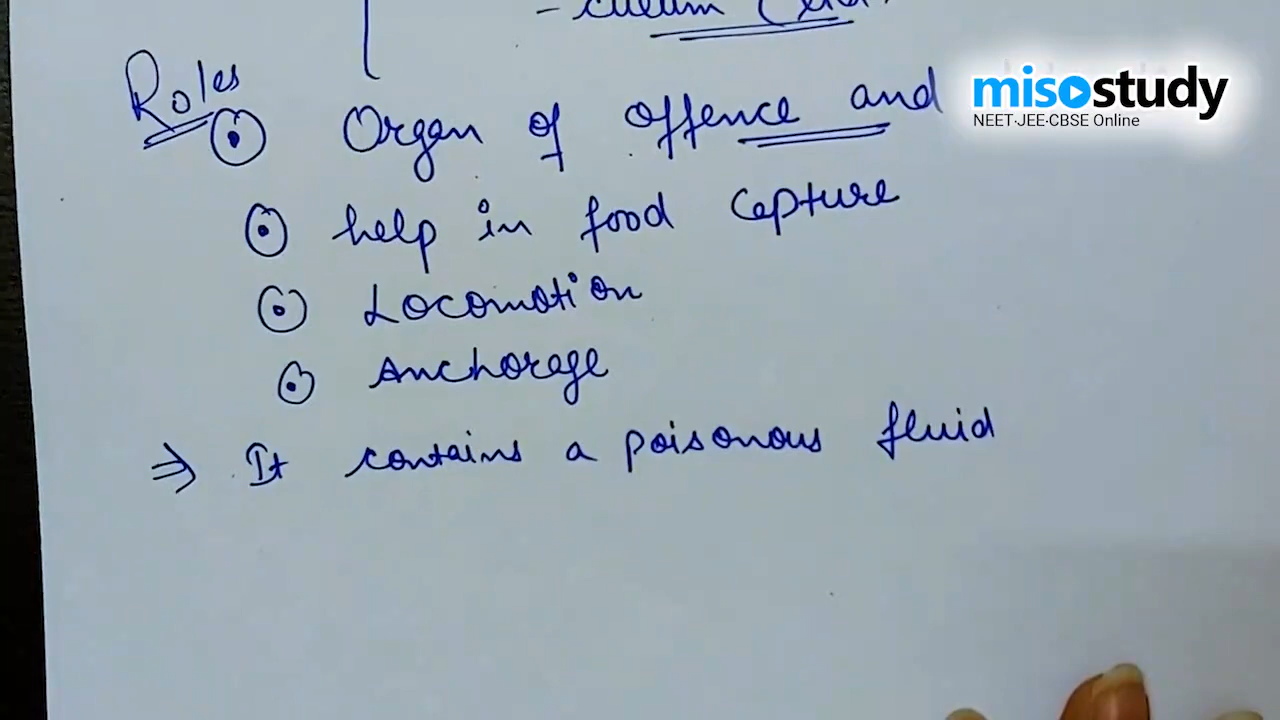 Roles
Organ of offence and
misostudy
NEET·JEE·CBSE Online
help in food capture
Locomotion
Anchorage
⇒ It contains a poisonous fluid